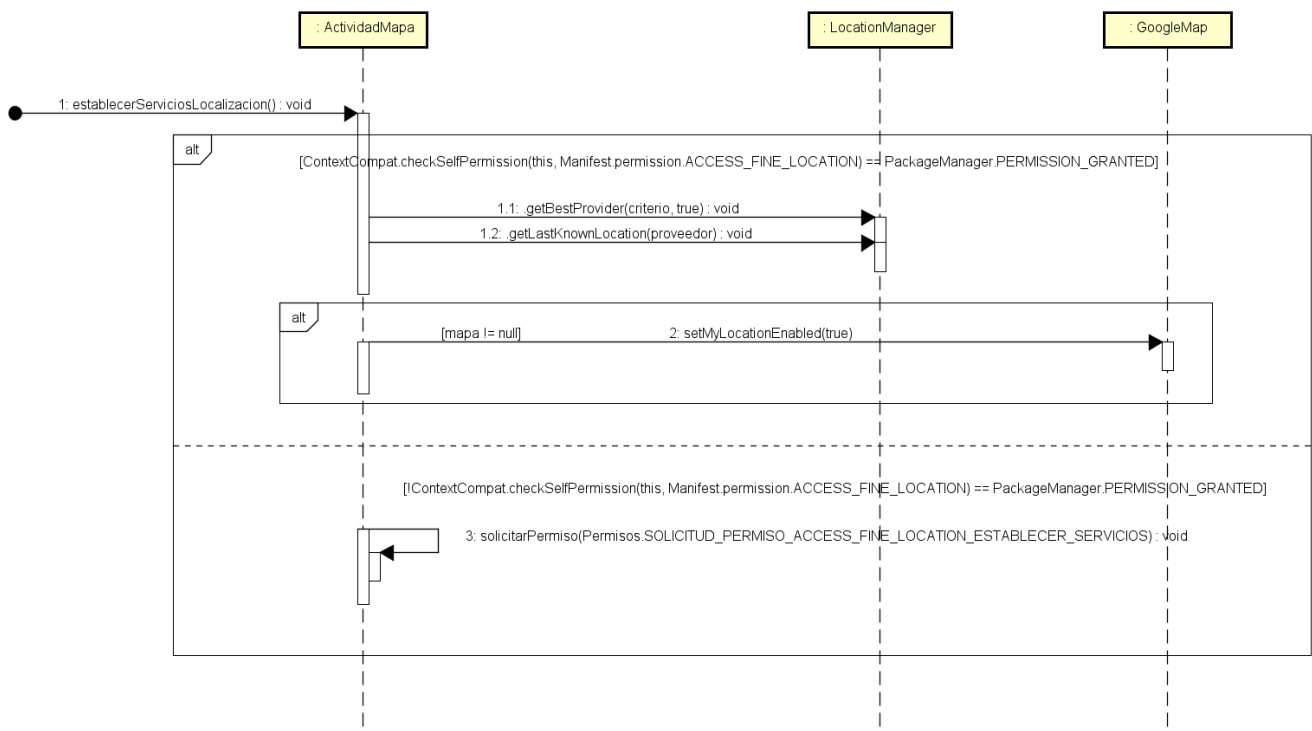 : ActividadMapa
: LocationManager
: GoogleMap
1: establecerServiciosLocalizacion() : void
alt
[ContextCompat.checkSelfPermission(this, Manifest.permission.ACCESS_FINE_LOCATION) == PackageManager.PERMISSION_GRANTED]
1.1: .getBestProvider(criterio, true) : void
1.2: .getLastKnownLocation(proveedor) : void
alt
[mapa != null]
2: setMyLocationEnabled(true)
[!ContextCompat.checkSelfPermission(this, Manifest.permission.ACCESS_FINE_LOCATION) == PackageManager.PERMISSION_GRANTED]
3: solicitarPermiso(Permisos.SOLICITUD_PERMISO_ACCESS_FINE_LOCATION_ESTABLECER_SERVICIOS) : void